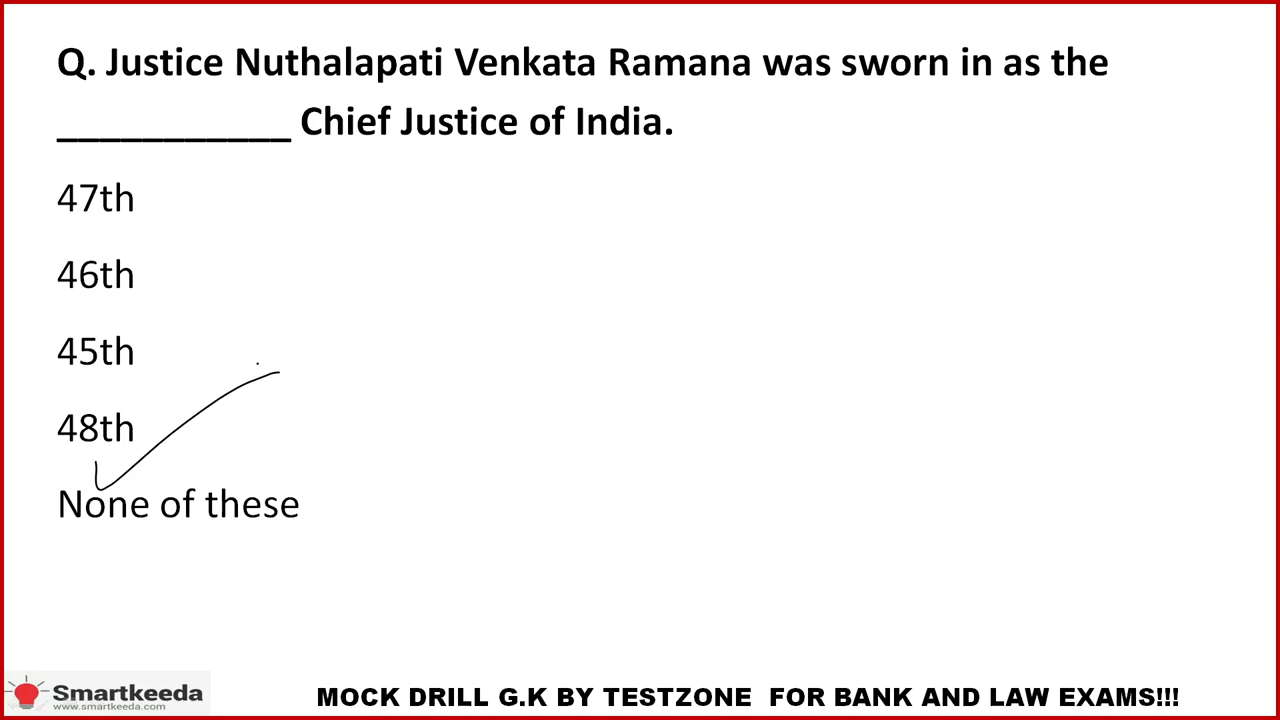 Q. Justice Nuthalapati Venkata Ramana was sworn in as the
___________ Chief Justice of India.
47th
46th
45th
48th
None of these
Smartkeeda
www.smartkeeda.com
MOCK DRILL G.K BY TESTZONE FOR BANK AND LAW EXAMS!!!